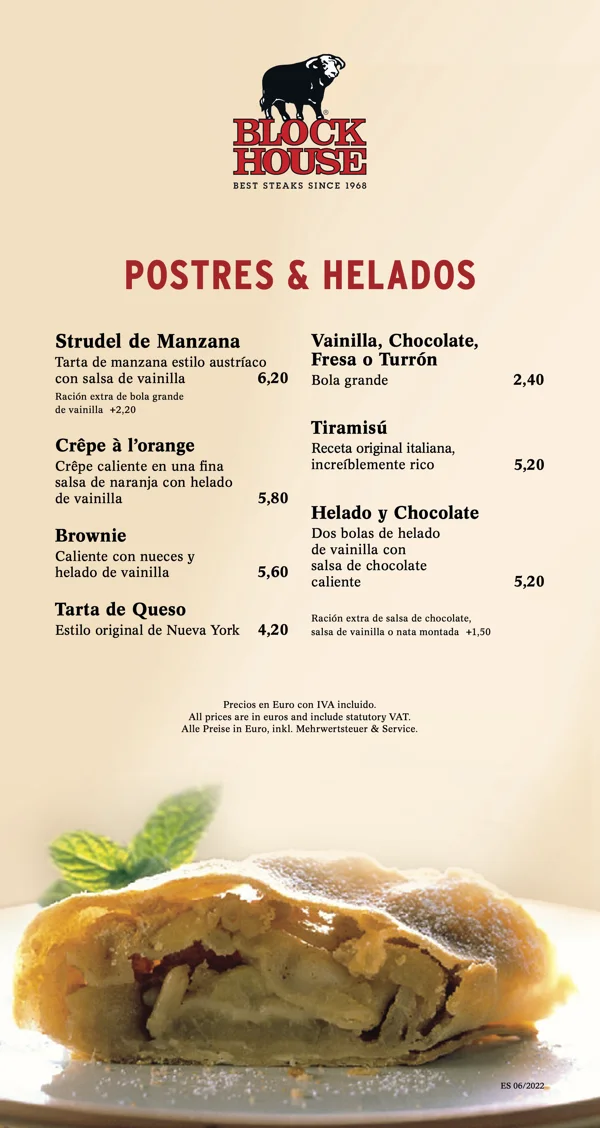 BLOCK
HOUSE
BEST STEAKS SINCE 1968
POSTRES & HELADOS
Strudel de Manzana
Tarta de manzana estilo austríaco
con salsa de vainilla 6,20
Ración extra de bola grande
de vainilla +2,20
Crêpe à l’orange
Crêpe caliente en una fina
salsa de naranja con helado
de vainilla 5,80
Brownie
Caliente con nueces y
helado de vainilla 5,60
Tarta de Queso
Estilo original de Nueva York 4,20
Vainilla, Chocolate,
Fresa o Turrón
Bola grande 2,40
Tiramisú
Receta original italiana,
increíblemente rico 5,20
Helado y Chocolate
Dos bolas de helado
de vainilla con
salsa de chocolate
caliente 5,20
Ración extra de salsa de chocolate,
salsa de vainilla o nata montada +1,50
Precios en Euro con IVA incluido.
All prices are in euros and include statutory VAT.
Alle Preise in Euro, inkl. Mehrwertsteuer & Service.
ES 06/2022